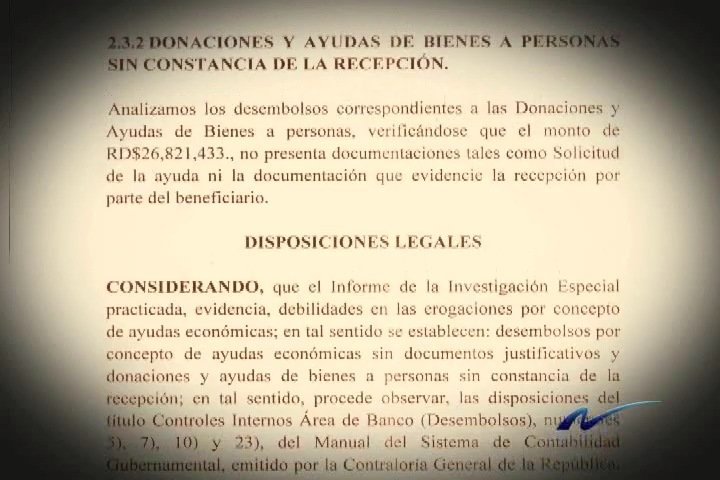 2.3.2 DONACIONES Y AYUDAS DE BIENES A PERSONAS
SIN CONSTANCIA DE LA RECEPCIÓN.
Analizamos los desembolsos correspondientes a las Donaciones y
Ayudas de Bienes a personas, verificándose que el monto de
RD$26,821,433., no presenta documentaciones tales como Solicitud
de la ayuda ni la documentación que evidencie la recepción por
parte del beneficiario.
DISPOSICIONES LEGALES
CONSIDERANDO, que el Informe de la Investigación Especial
practicada, evidencia, debilidades en las erogaciones por concepto
de ayudas económicas; en tal sentido se establecen: desembolsos por
concepto de ayudas económicas sin documentos justificativos y
donaciones y ayudas de bienes a personas sin constancia de la
recepción; en tal sentido, procede observar, las disposiciones del
título Controles Internos Área de Banco (Desembolsos),
5), 7), 10) y 23), del Manual del Sistema de Contabilidad
Gubernamental, emitido por la Contraloría General de la República,